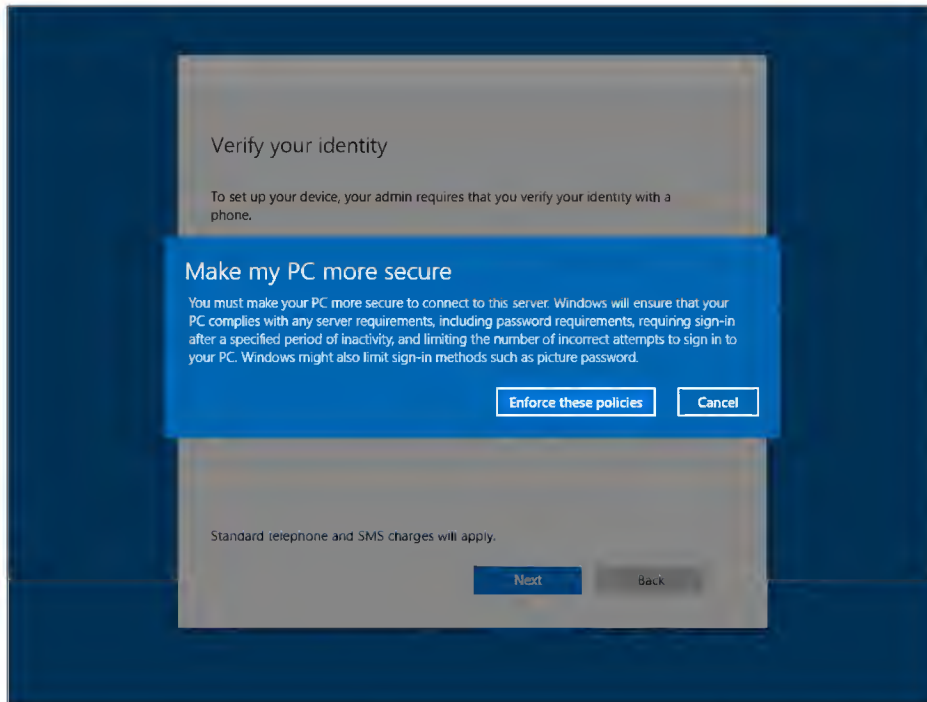 Verify your identity
To set up your device, your admin requires that you verify your identity with a
phone.
Make my PC more secure
You must make your PC more secure to connect to this server. Windows will ensure that your
PC complies with any server requirements, including password requirements, requiring sign-in
after a specified period of inactivity, and limiting the number of incorrect attempts to sign in to
your PC. Windows might also limit sign-in methods such as picture password.
Enforce these policies Cancel
Standard telephone and SMS charges will apply.
Next Back